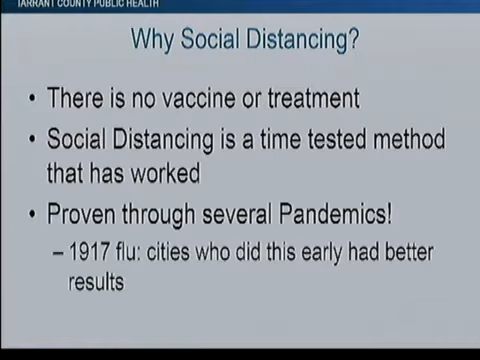 TARRANT COUNTY PUBLIC HEALTH
Why Social Distancing?
• There is no vaccine or treatment
• Social Distancing is a time tested method
that has worked
• Proven through several Pandemics!
– 1917 flu: cities who did this early had better
results